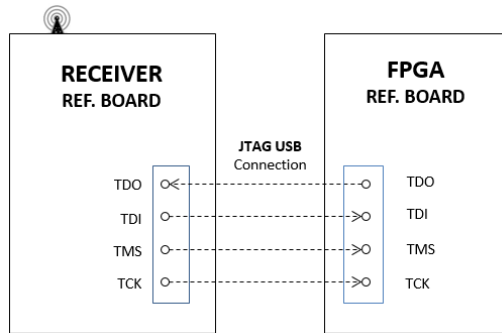 RECEIVER
REF. BOARD
FPGA
REF. BOARD
JTAG USB
Connection
TDO
TDI
TMS
TCK
TDO
TDI
TMS
TCK